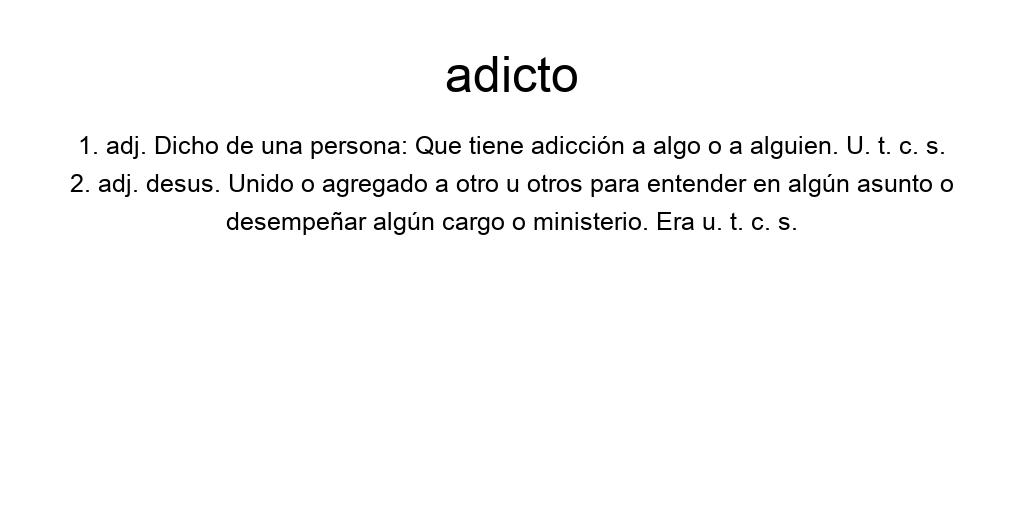 adicto
1. adj. Dicho de una persona: Que tiene adicción a algo o a alguien. U. t. c. s.
2. adj. desus. Unido o agregado a otro u otros para entender en algún asunto o
desempeñar algún cargo o ministerio. Era u. t. c. s.